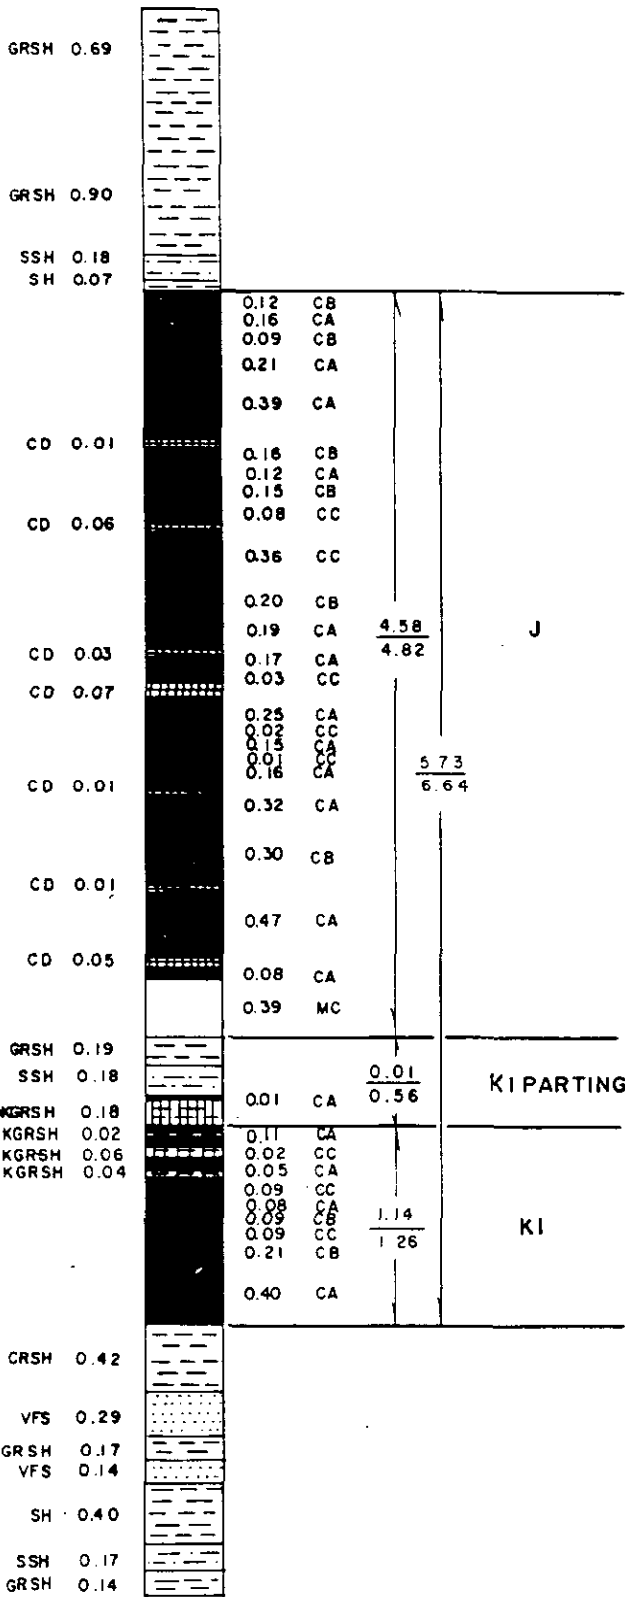 GRSH 0.69
GRSH 0.90
SSH 0.18
SH 0.07
0.12 CB
0.16 CA
0.09 CB
0.21 CA
0.39 CA
CD 0.01
0.16 CB
0.12 CA
0.15 CB
0.08 CC
CD 0.06
0.36 CC
0.20 CB
0.19 CA
4.58
4.82
J
CD 0.03
0.17 CA
0.03 CC
CD 0.07
0.25 CA
0.02 CC
0.15 CA
0.01 CC
0.16 CA
5 73
6.64
CD 0.01
0.32 CA
0.30 CB
CD 0.01
0.47 CA
CD 0.05
0.08 CA
0.39 MC
GRSH 0.19
SSH 0.18
0.01
0.56
K1 PARTING
KGRSH 0.18
0.01 CA
KGRSH 0.02
0.11 CA
KGRSH 0.06
0.02 CC
KGRSH 0.04
0.05 CA
0.09 CC
0.08 CA
0.09 CB
0.09 CC
0.21 CB
1.14
1 26
K1
0.40 CA
CRSH 0.42
VFS 0.29
GRSH 0.17
VFS 0.14
SH 0.40
SSH 0.17
GRSH 0.14